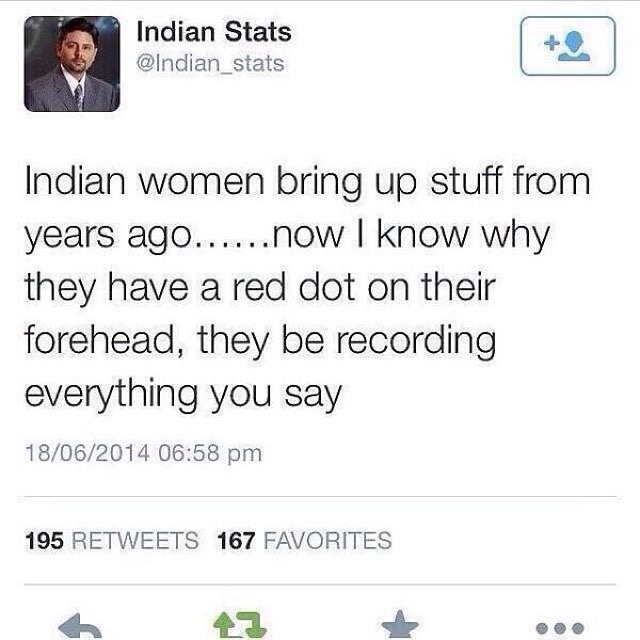 Indian Stats
@Indian_stats
Indian women bring up stuff from
years ago......now I know why
they have a red dot on their
forehead, they be recording
everything you say
18/06/2014 06:58 pm
195 RETWEETS 167 FAVORITES